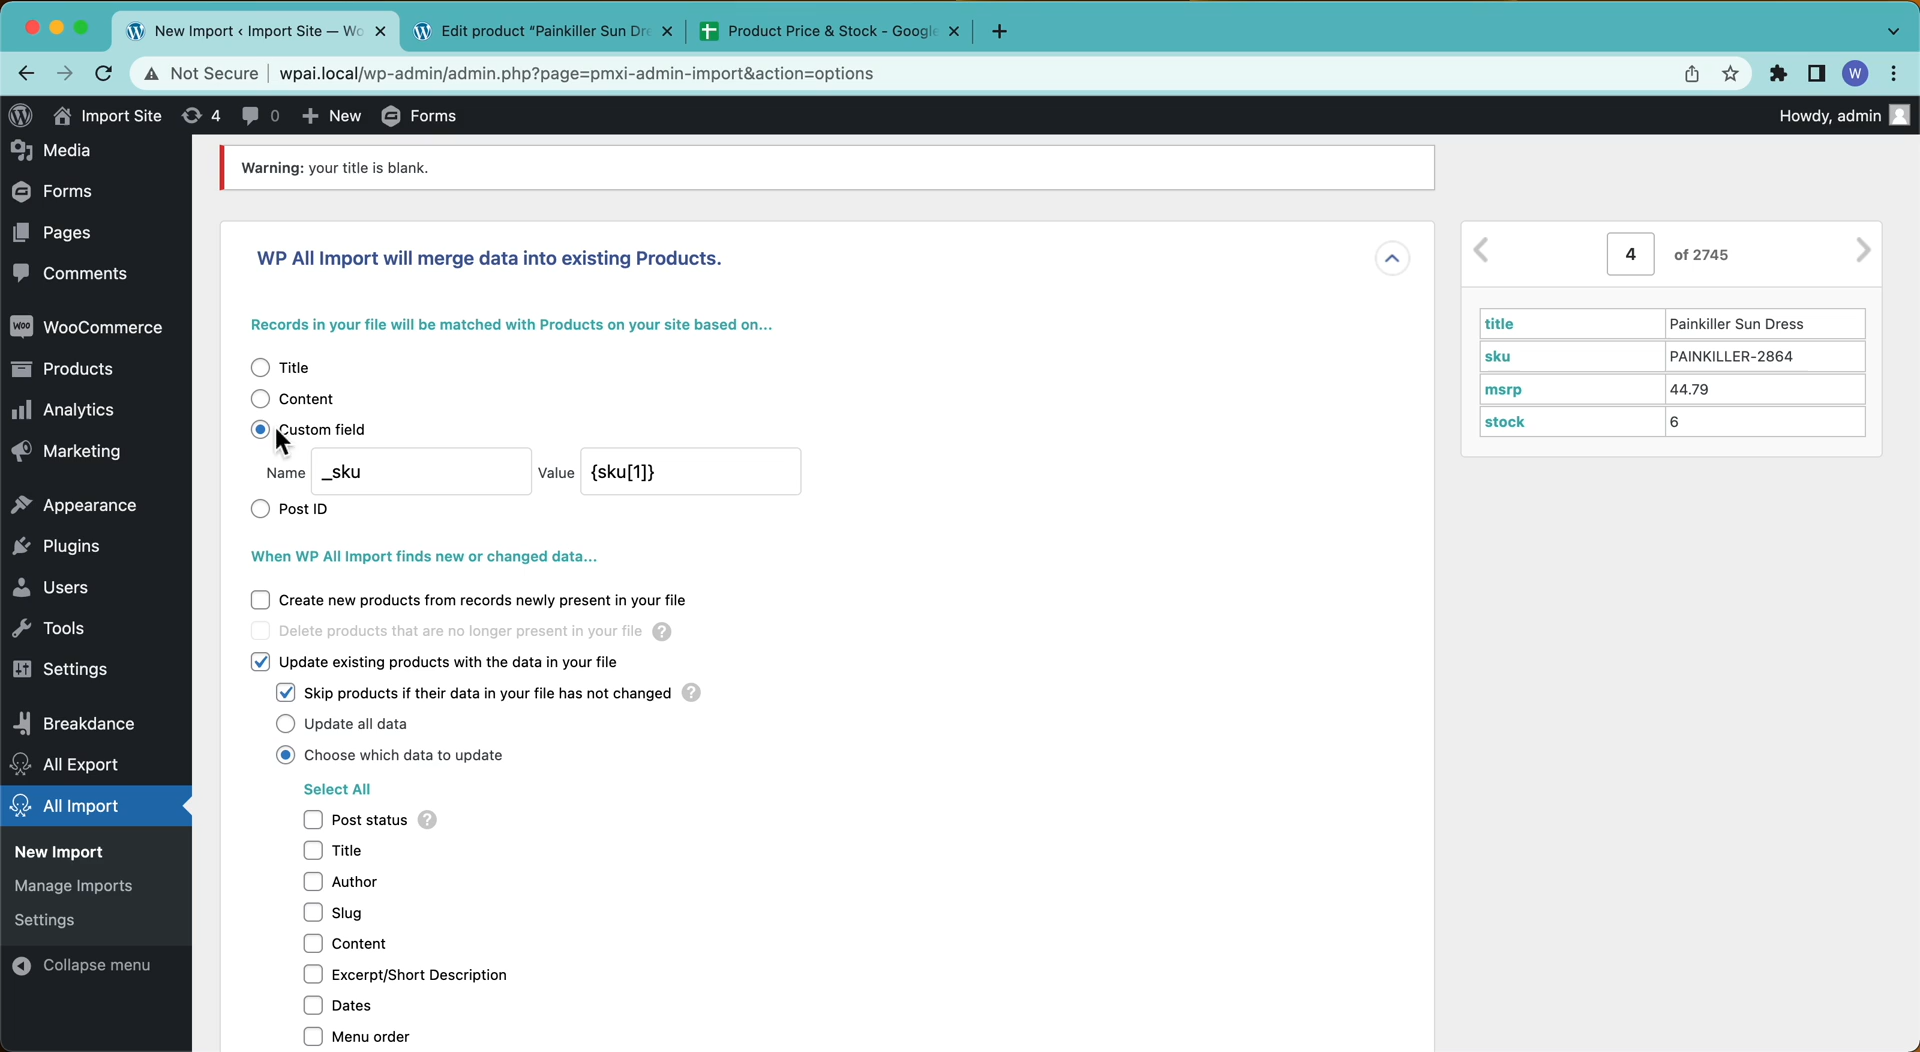 New Import ‹ Import Site — Wo
Edit product “Painkiller Sun Dre
Product Price & Stock - Google
Not Secure
wpai.local/wp-admin/admin.php?page=pmxi-admin-import&action=options
W
Import Site
4
0
New
Forms
Howdy, admin
Media
Forms
Pages
Comments
WooCommerce
Products
Analytics
Marketing
Appearance
Plugins
Users
Tools
Settings
Breakdance
All Export
All Import
New Import
Manage Imports
Settings
Collapse menu
Warning: your title is blank.
WP All Import will merge data into existing Products.
Records in your file will be matched with Products on your site based on...
Title
Content
Custom field
Name _sku Value {sku[1]}
Post ID
When WP All Import finds new or changed data...
Create new products from records newly present in your file
Delete products that are no longer present in your file ?
Update existing products with the data in your file
Skip products if their data in your file has not changed ?
Update all data
Choose which data to update
Select All
Post status ?
Title
Author
Slug
Content
Excerpt/Short Description
Dates
Menu order
4 of 2745
title Painkiller Sun Dress
sku PAINKILLER-2864
msrp 44.79
stock 6